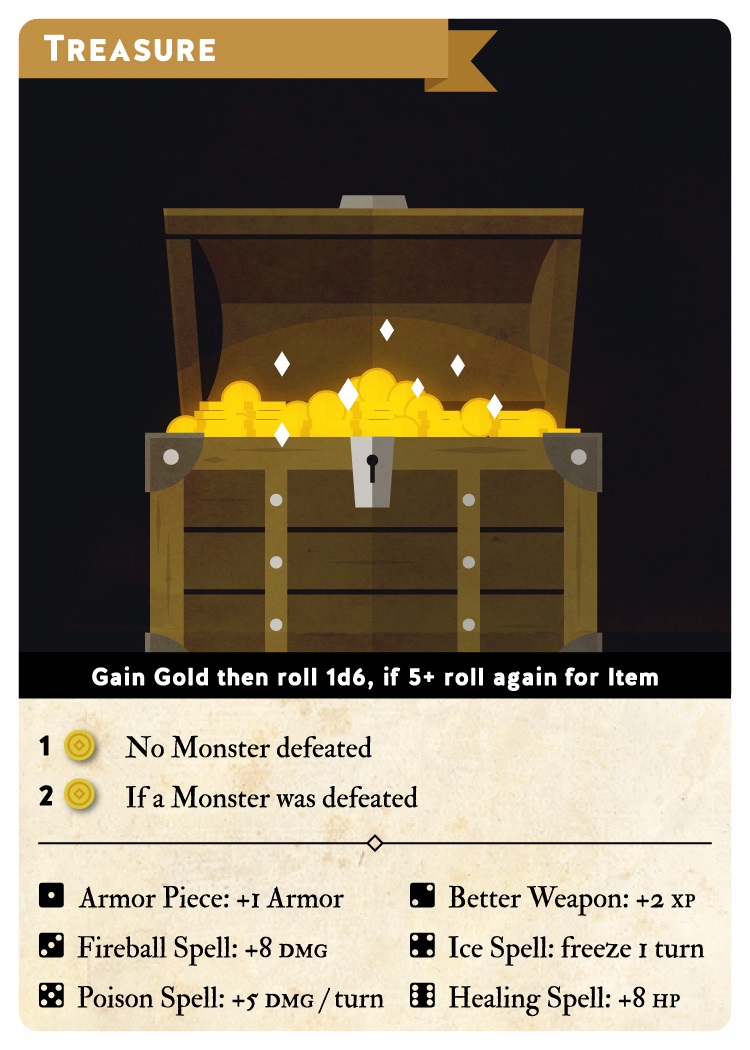 Treasure
Gain Gold then roll 1d6, if 5+ roll again for Item
1 No Monster defeated
2 If a Monster was defeated
Armor Piece: +1 Armor
Better Weapon: +2 XP
Fireball Spell: +8 DMG
Ice Spell: freeze 1 turn
Poison Spell: +5 DMG / turn
Healing Spell: +8 HP